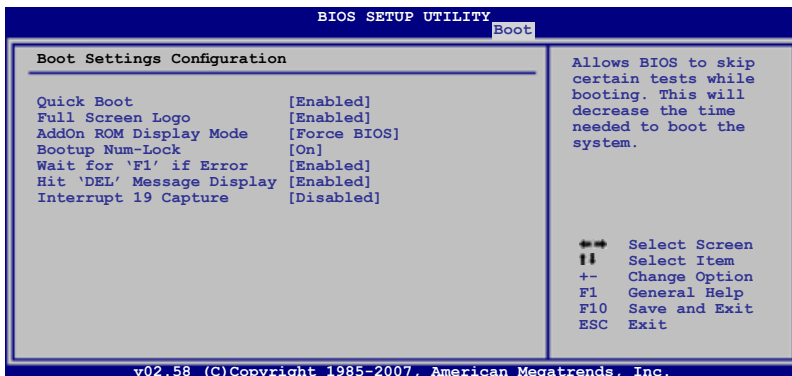 BIOS SETUP UTILITY
Boot
Boot Settings Configuration
Quick Boot [Enabled]
Full Screen Logo [Enabled]
AddOn ROM Display Mode [Force BIOS]
Bootup Num-Lock [On]
Wait for ‘F1’ if Error [Enabled]
Hit ‘DEL’ Message Display [Enabled]
Interrupt 19 Capture [Disabled]
Allows BIOS to skip
certain tests while
booting. This will
decrease the time
needed to boot the
system.
←→ Select Screen
↑↓ Select Item
+- Change Option
F1 General Help
F10 Save and Exit
ESC Exit
v02.58 (C)Copyright 1985-2007, American Megatrends, Inc.